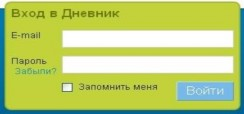 Вход в Дневник
E-mail
Пароль
Забыли?
Запомнить меня
Войти